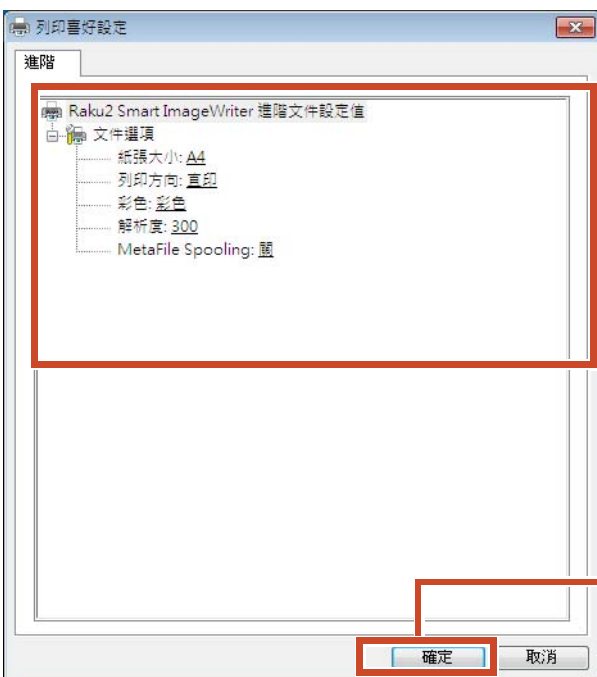 列印喜好設定
進階
Raku2 Smart ImageWriter 進階文件設定值
文件選項
紙張大小: A4
列印方向: 直印
彩色: 彩色
解析度: 300
MetaFile Spooling: 關
確定
取消